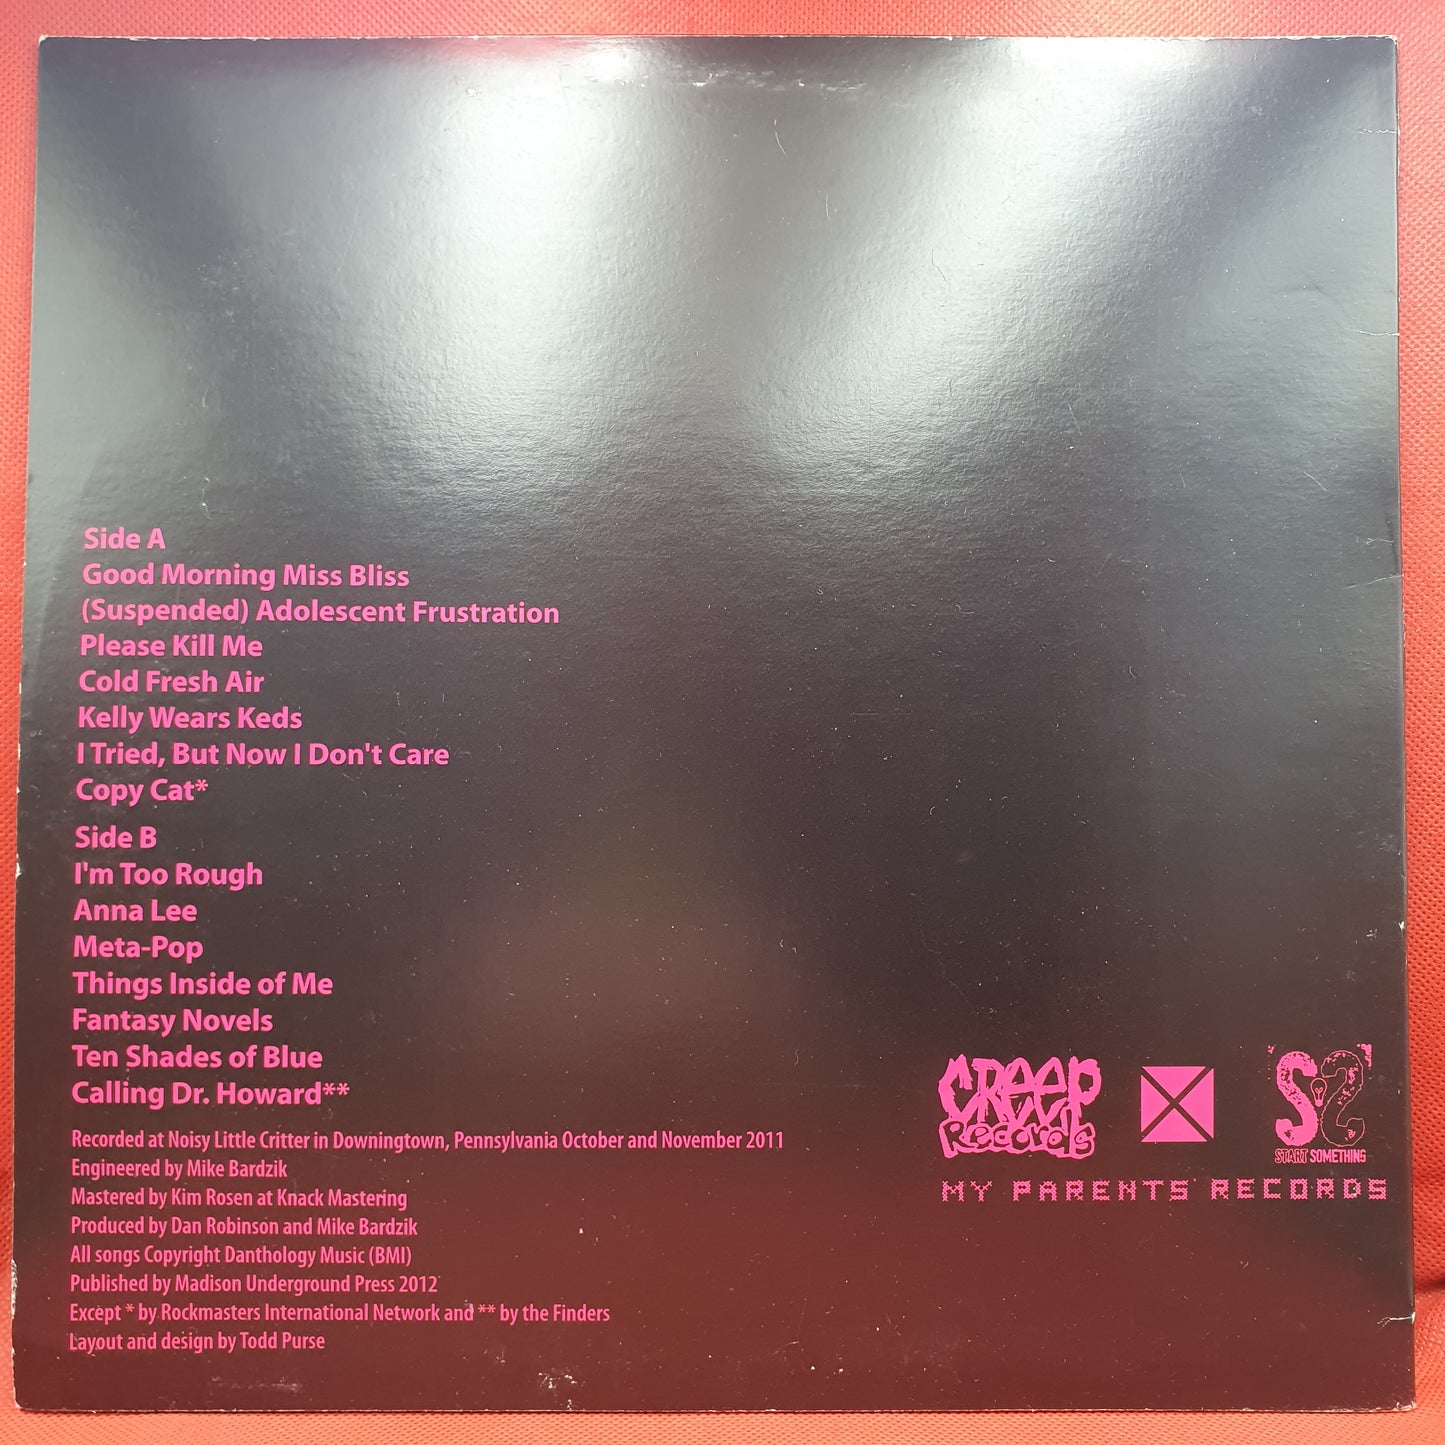 Side A
Good Morning Miss Bliss
(Suspended) Adolescent Frustration
Please Kill Me
Cold Fresh Air
Kelly Wears Keds
I Tried, But Now I Don't Care
Copy Cat*
Side B
I'm Too Rough
Anna Lee
Meta-Pop
Things Inside of Me
Fantasy Novels
Ten Shades of Blue
Calling Dr. Howard**
Recorded at Noisy Little Critter in Downingtown, Pennsylvania October and November 2011
Engineered by Mike Bardzik
Mastered by Kim Rosen at Knack Mastering
Produced by Dan Robinson and Mike Bardzik
All songs Copyright Danthology Music (BMI)
Published by Madison Underground Press 2012
Except * by Rockmasters International Network and ** by the Finders
Layout and design by Todd Purse
CREEP
Records
SS
START SOMETHING
MY PARENTS RECORDS